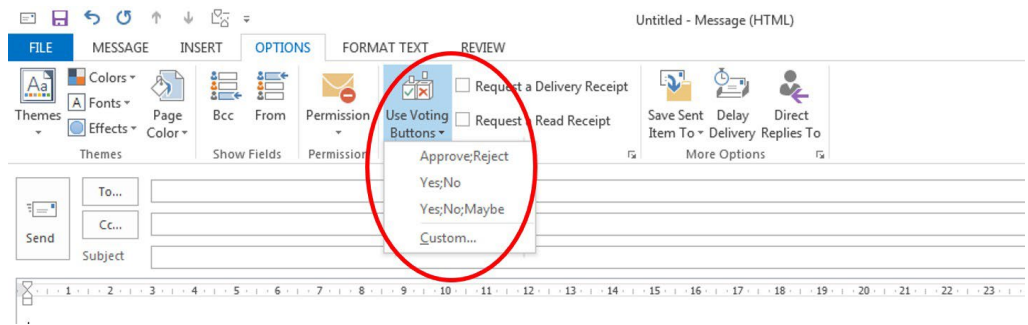 Untitled - Message (HTML)
FILE MESSAGE INSERT OPTIONS FORMAT TEXT REVIEW
Aa
Themes
Colors
A Fonts
Effects
Page
Color
Themes
Bcc
From
Show Fields
Permission
Permission
Use Voting
Buttons
Request a Delivery Receipt
Request a Read Receipt
Save Sent
Item To
Delay
Delivery
Direct
Replies To
More Options
Approve;Reject
Yes;No
Yes;No;Maybe
Custom...
Send
To...
Cc...
Subject
1 2 3 4 5 6 7 8 9 10 11 12 13 14 15 16 17 18 19 20 21 22 23